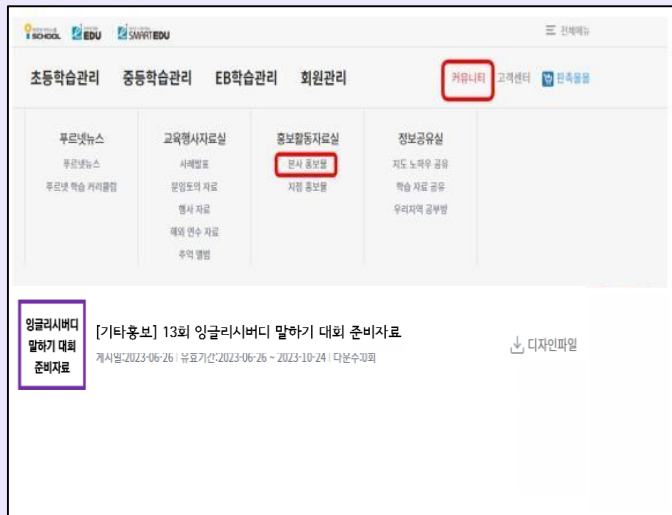 iSCHOOL EDU SMARTEDU 전체메뉴
초등학습관리 중등학습관리 EB학습관리 회원관리 커뮤니티 고객센터 판촉물몰
푸르넷뉴스 교육행사자료실 홍보활동자료실 정보공유실
푸르넷뉴스 사례발표 본사 홍보물 지도 노하우 공유
푸르넷 학습 커리큘럼 분임토의 자료 지점 홍보물 학습 자료 공유
행사 자료 우리지역 공부방
해외 연수 자료
추억 앨범
잉글리시버디
말하기 대회
준비자료
[기타홍보] 13회 잉글리시버디 말하기 대회 준비자료
게시일:2023-06-26 | 유효기간:2023-06-26 ~ 2023-10-24 | 다운수:0회
디자인파일